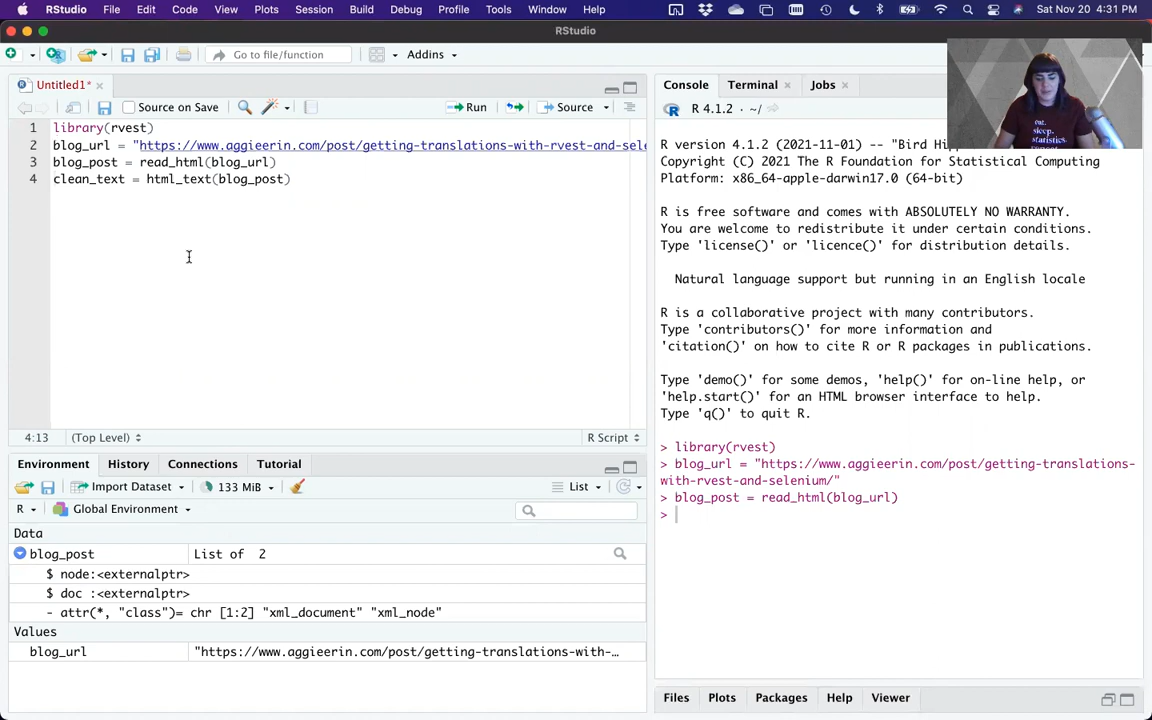 RStudio File Edit Code View Plots Session Build Debug Profile Tools Window Help Sat Nov 20 4:31 PM
RStudio
Go to file/function Addins
Untitled1*
Source on Save Run Source
1 library(rvest)
2 blog_url = "https://www.aggieerin.com/post/getting-translations-with-rvest-and-sele
3 blog_post = read_html(blog_url)
4 clean_text = html_text(blog_post)
4:13 (Top Level) R Script
Environment History Connections Tutorial
Import Dataset 133 MiB List
R Global Environment
Data
blog_post List of 2
$ node:<externalptr>
$ doc :<externalptr>
- attr(*, "class")= chr [1:2] "xml_document" "xml_node"
Values
blog_url "https://www.aggieerin.com/post/getting-translations-with-…
Console Terminal Jobs
R 4.1.2 · ~/
eat.
sleep.
statistics.
R version 4.1.2 (2021-11-01) -- "Bird
Copyright (C) 2021 The R Foundation for Statistical Computing
Platform: x86_64-apple-darwin17.0 (64-bit)
R is free software and comes with ABSOLUTELY NO WARRANTY.
You are welcome to redistribute it under certain conditions.
Type 'license()' or 'licence()' for distribution details.
Natural language support but running in an English locale
R is a collaborative project with many contributors.
Type 'contributors()' for more information and
'citation()' on how to cite R or R packages in publications.
Type 'demo()' for some demos, 'help()' for on-line help, or
'help.start()' for an HTML browser interface to help.
Type 'q()' to quit R.
> library(rvest)
> blog_url = "https://www.aggieerin.com/post/getting-translations-
with-rvest-and-selenium/"
> blog_post = read_html(blog_url)
>
Files Plots Packages Help Viewer